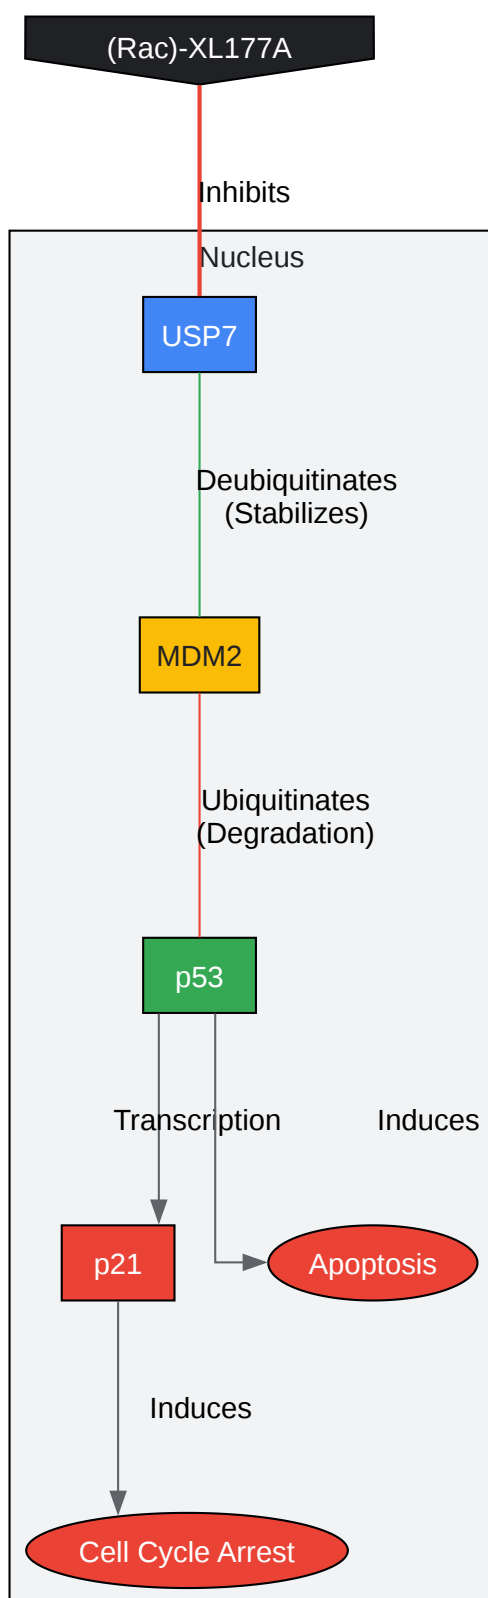 (Rac)-XL177A
Inhibits
Nucleus
USP7
Deubiquitinates
(Stabilizes)
MDM2
Ubiquitinates
(Degradation)
p53
Transcription
Induces
p21
Apoptosis
Induces
Cell Cycle Arrest